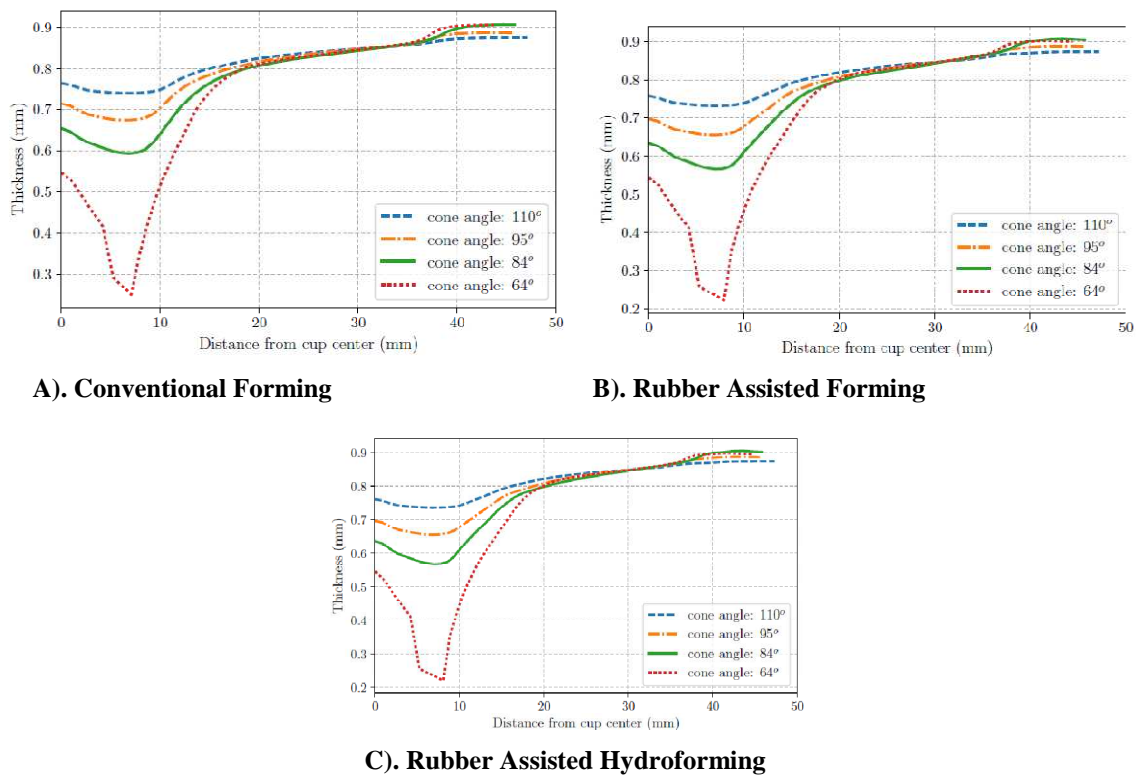 0.9
0.8
0.7
0.6
0.5
0.4
0.3
Thickness (mm)
cone angle: 110°
cone angle: 95°
cone angle: 84°
cone angle: 64°
0 10 20 30 40 50
Distance from cup center (mm)
A). Conventional Forming
0.9
0.8
0.7
0.6
0.5
0.4
0.3
0.2
Thickness (mm)
cone angle: 110°
cone angle: 95°
cone angle: 84°
cone angle: 64°
0 10 20 30 40 50
Distance from cup center (mm)
B). Rubber Assisted Forming
0.9
0.8
0.7
0.6
0.5
0.4
0.3
0.2
Thickness (mm)
cone angle: 110°
cone angle: 95°
cone angle: 84°
cone angle: 64°
0 10 20 30 40 50
Distance from cup center (mm)
C). Rubber Assisted Hydroforming